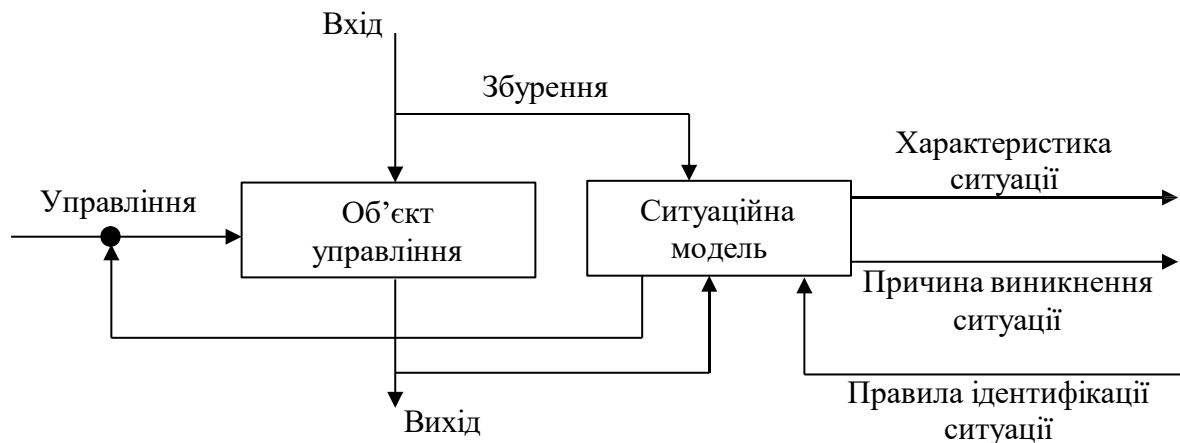 Вхід
Збурення
Характеристика
ситуації
Управління
Об’єкт
управління
Ситуаційна
модель
Причина виникнення
ситуації
Правила ідентифікації
ситуації
Вихід